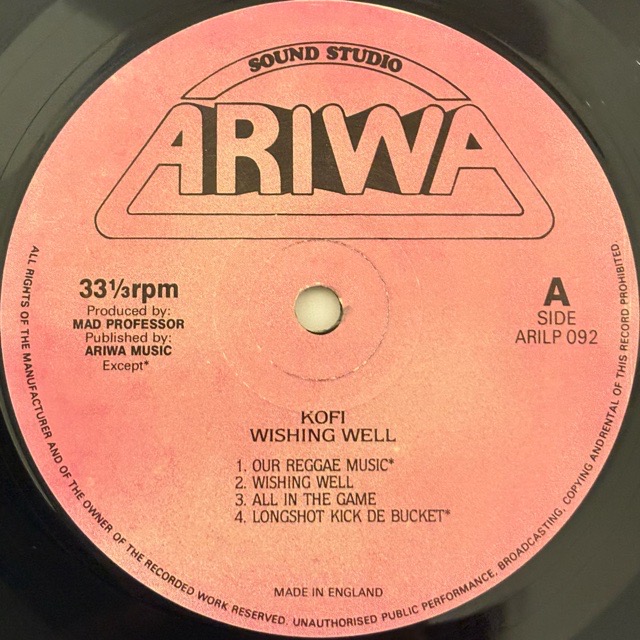 SOUND STUDIO
ARIWA
33⅓rpm
Produced by:
MAD PROFESSOR
Published by:
ARIWA MUSIC
Except*
A
SIDE
ARILP 092
KOFI
WISHING WELL
1. OUR REGGAE MUSIC*
2. WISHING WELL
3. ALL IN THE GAME
4. LONGSHOT KICK DE BUCKET*
MADE IN ENGLAND
ALL RIGHTS OF THE MANUFACTURER AND OF THE OWNER OF THE RECORDED WORK RESERVED. UNAUTHORISED PUBLIC PERFORMANCE, BROADCASTING, COPYING ANDRENTAL OF THIS RECORD PROHIBITED.